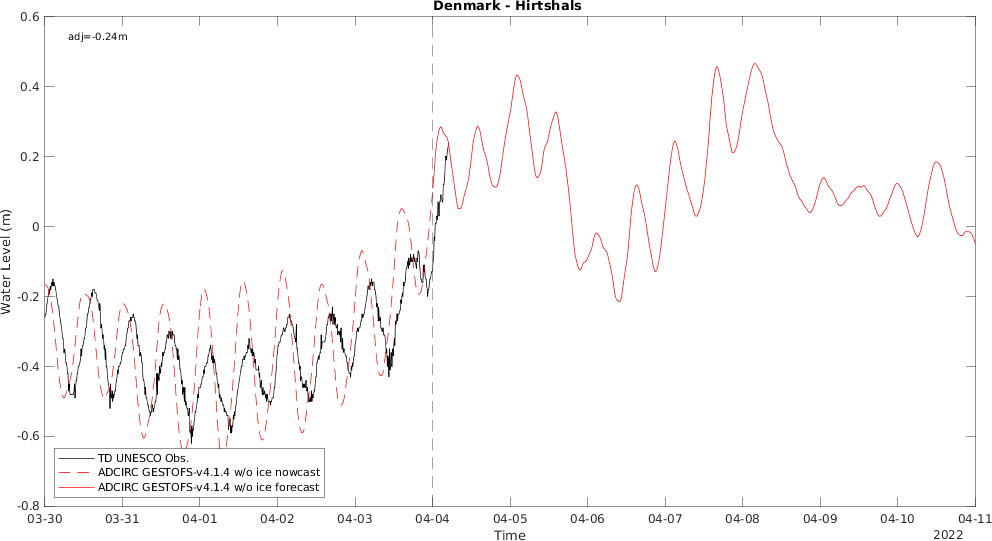 Denmark - Hirtshals
adj=-0.24m
0.6
0.4
0.2
0
-0.2
-0.4
-0.6
-0.8
Water Level (m)
TD UNESCO Obs.
ADCIRC GESTOFS-v4.1.4 w/o ice nowcast
ADCIRC GESTOFS-v4.1.4 w/o ice forecast
03-30 03-31 04-01 04-02 04-03 04-04 04-05 04-06 04-07 04-08 04-09 04-10 04-11
Time
2022